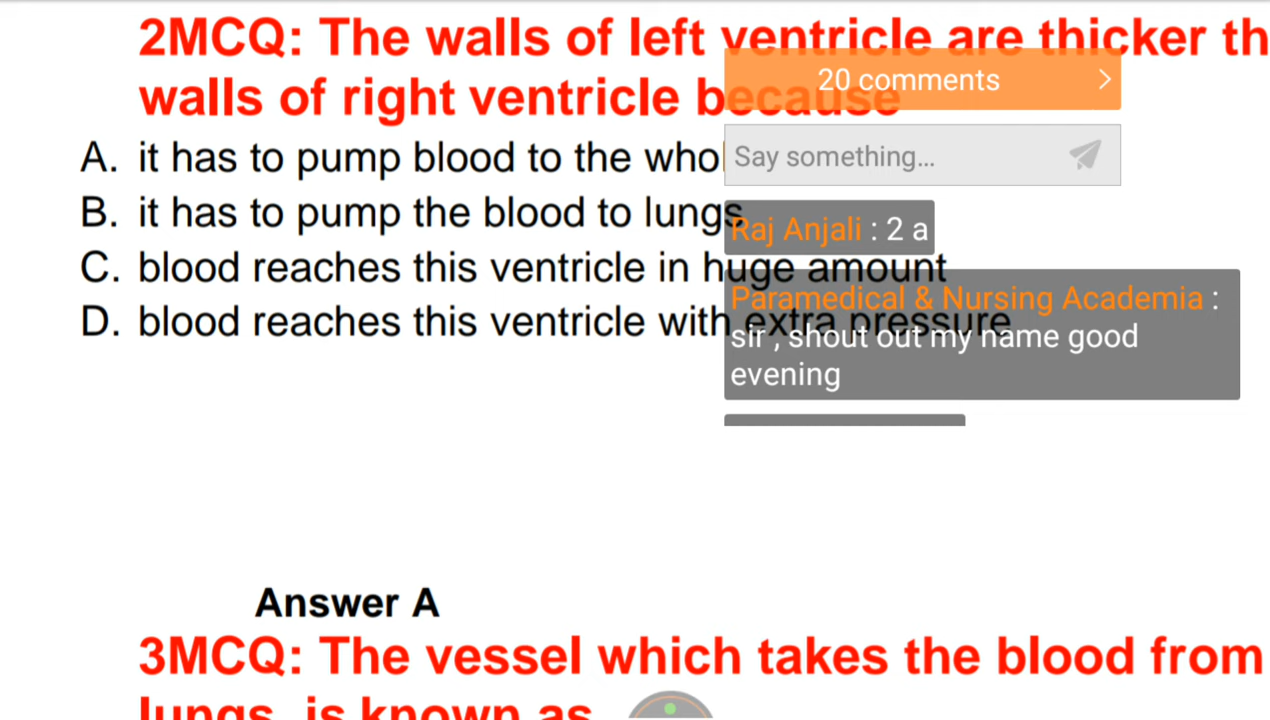 2MCQ: The walls of left ventricle are thicker th
walls of right ventricle because
20 comments
A. it has to pump blood to the whol
Say something...
B. it has to pump the blood to lungs
Raj Anjali : 2 a
C. blood reaches this ventricle in huge amount
Paramedical & Nursing Academia :
D. blood reaches this ventricle with extra pressure
sir , shout out my name good
evening
Answer A
3MCQ: The vessel which takes the blood from
lungs is known as